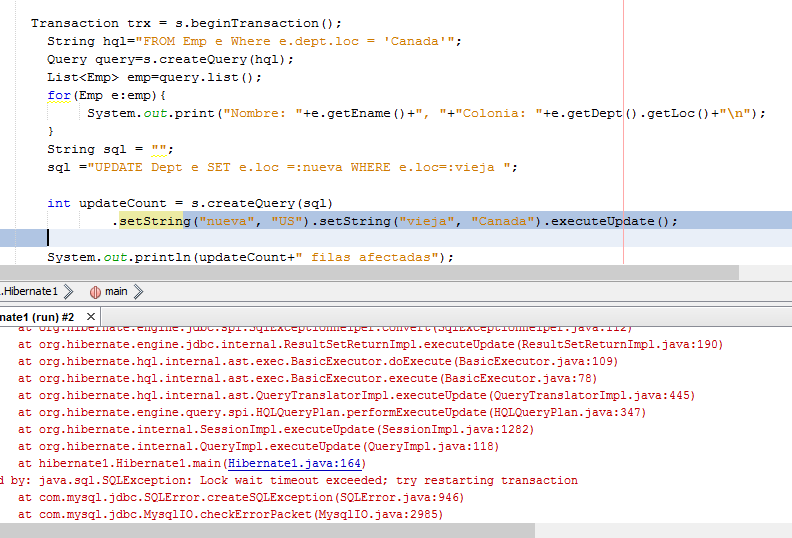 Transaction trx = s.beginTransaction();
String hql="FROM Emp e Where e.dept.loc = 'Canada'";
Query query=s.createQuery(hql);
List<Emp> emp=query.list();
for(Emp e:emp){
System.out.print("Nombre: "+e.getEname()+", "+"Colonia: "+e.getDept().getLoc()+"\n");
}
String sql = "";
sql ="UPDATE Dept e SET e.loc =:nueva WHERE e.loc=:vieja ";
int updateCount = s.createQuery(sql)
.setString("nueva", "US").setString("vieja", "Canada").executeUpdate();
System.out.println(updateCount+" filas afectadas");
.Hibernate1 main
nate1 (run) #2 ×
at org.hibernate.engine.jdbc.spi.SqlExceptionHelper.convert(SqlExceptionHelper.java:112)
at org.hibernate.engine.jdbc.internal.ResultSetReturnImpl.executeUpdate(ResultSetReturnImpl.java:190)
at org.hibernate.hql.internal.ast.exec.BasicExecutor.doExecute(BasicExecutor.java:109)
at org.hibernate.hql.internal.ast.exec.BasicExecutor.execute(BasicExecutor.java:78)
at org.hibernate.hql.internal.ast.QueryTranslatorImpl.executeUpdate(QueryTranslatorImpl.java:445)
at org.hibernate.engine.query.spi.HQLQueryPlan.performExecuteUpdate(HQLQueryPlan.java:347)
at org.hibernate.internal.SessionImpl.executeUpdate(SessionImpl.java:1282)
at org.hibernate.internal.QueryImpl.executeUpdate(QueryImpl.java:118)
at hibernate1.Hibernate1.main(Hibernate1.java:164)
d by: java.sql.SQLException: Lock wait timeout exceeded; try restarting transaction
at com.mysql.jdbc.SQLError.createSQLException(SQLError.java:946)
at com.mysql.jdbc.MysqlIO.checkErrorPacket(MysqlIO.java:2985)